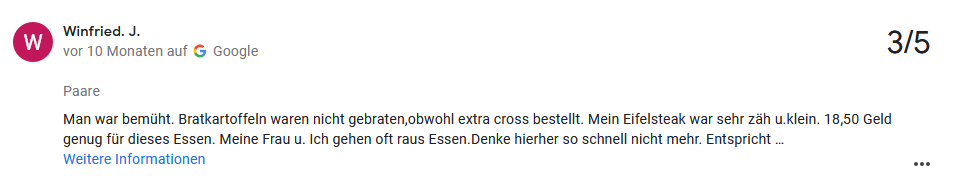 W
Winfried. J.
vor 10 Monaten auf G Google
3/5
Paare
Man war bemüht. Bratkartoffeln waren nicht gebraten,obwohl extra cross bestellt. Mein Eifelsteak war sehr zäh u.klein. 18,50 Geld
genug für dieses Essen. Meine Frau u. Ich gehen oft raus Essen.Denke hierher so schnell nicht mehr. Entspricht ...
Weitere Informationen